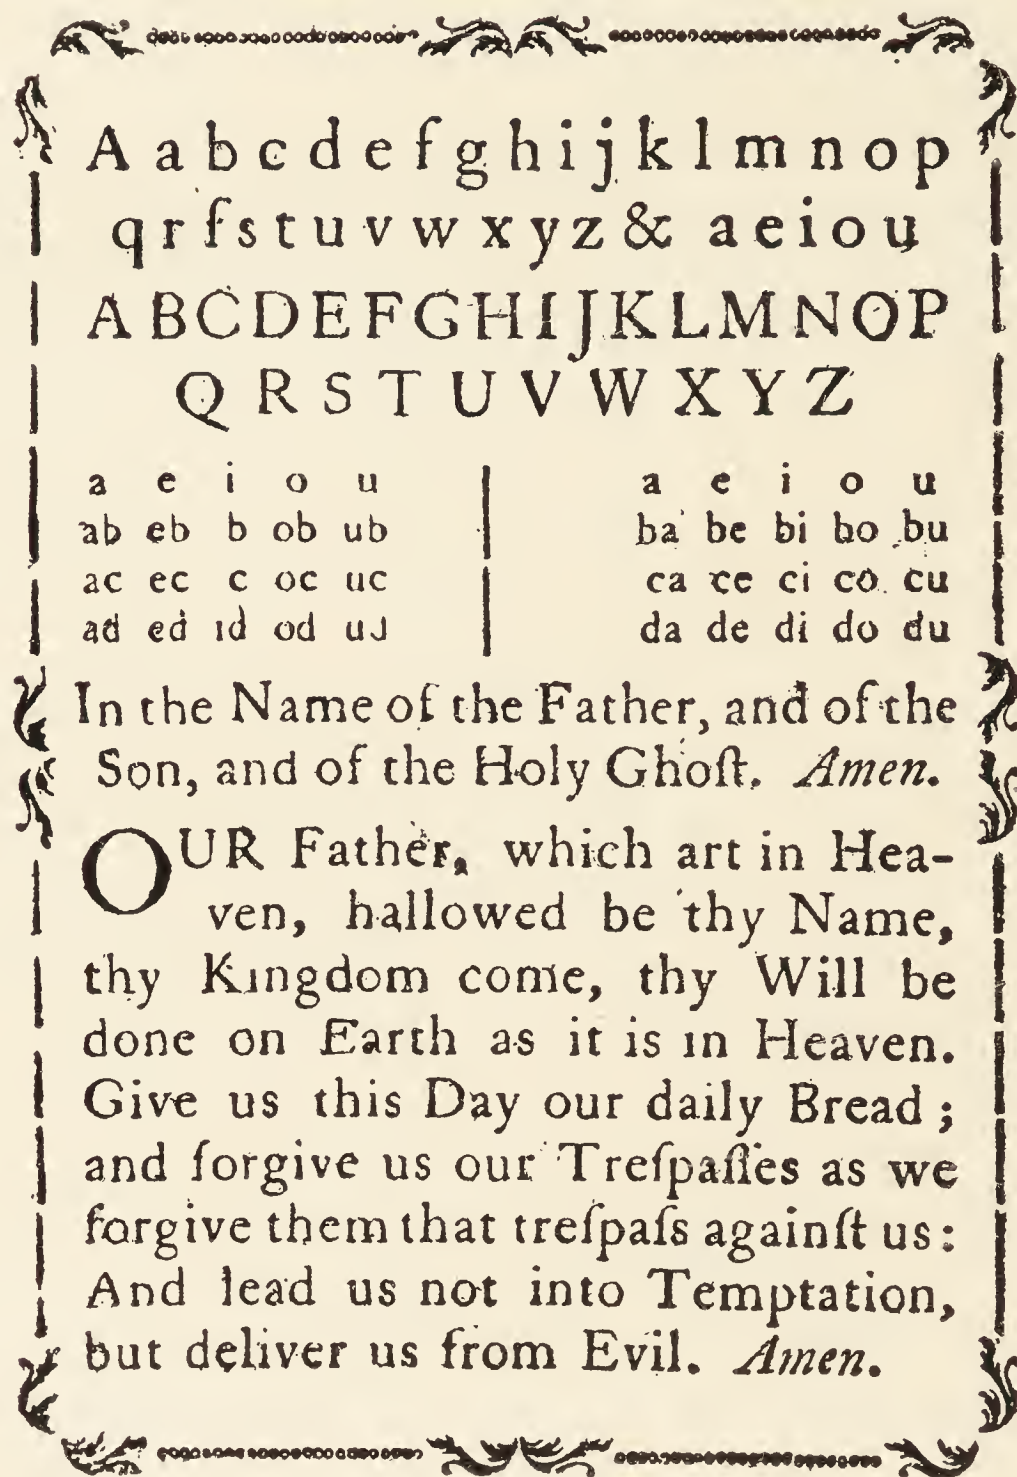 A a b c d e f g h i j k l m n o p
q r ſ s t u v w x y z & a e i o u
A B C D E F G H I J K L M N O P
Q R S T U V W X Y Z
a e i o u a e i o u
ab eb b ob ub ba be bi bo bu
ac ec c oc uc ca ce ci co cu
ad ed id od ud da de di do du
In the Name of the Father, and of the
Son, and of the Holy Ghoſt. Amen.
OUR Father, which art in Hea-
ven, hallowed be thy Name,
thy Kingdom come, thy Will be
done on Earth as it is in Heaven.
Give us this Day our daily Bread ;
and forgive us our Treſpaſſes as we
forgive them that treſpaſs againſt us :
And lead us not into Temptation,
but deliver us from Evil. Amen.